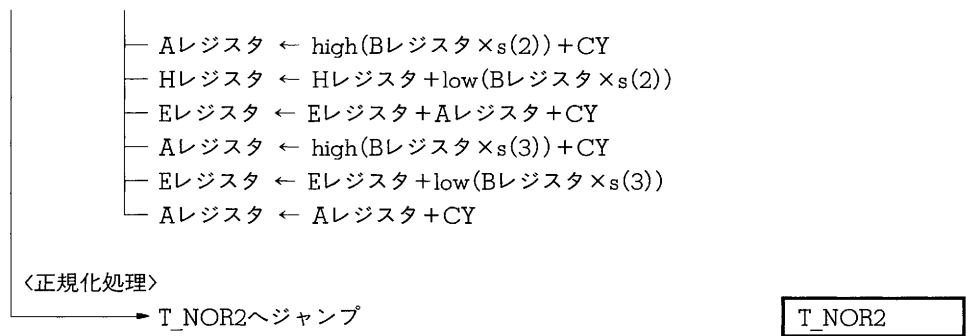 Aレジスタ ← high(Bレジスタ×s(2))+CY
Hレジスタ ← Hレジスタ+low(Bレジスタ×s(2))
Eレジスタ ← Eレジスタ+Aレジスタ+CY
Aレジスタ ← high(Bレジスタ×s(3))+CY
Eレジスタ ← Eレジスタ+low(Bレジスタ×s(3))
Aレジスタ ← Aレジスタ+CY
〈正規化処理〉
T_NOR2へジャンプ
T_NOR2